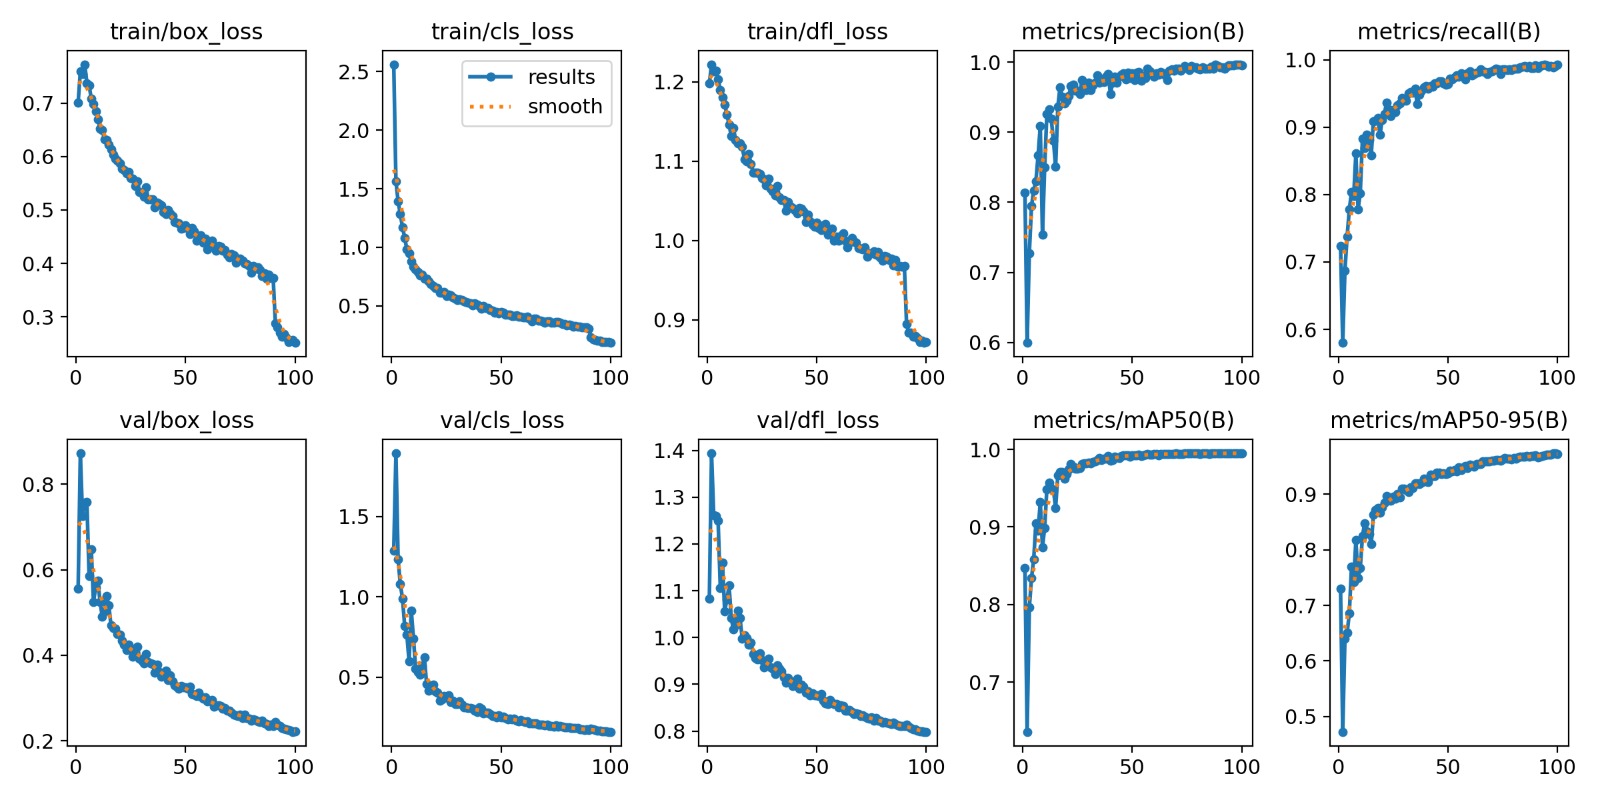 train/box_loss
train/cls_loss
train/dfl_loss
metrics/precision(B)
metrics/recall(B)
results
smooth
0.7
0.6
0.5
0.4
0.3
0 50 100
2.5
2.0
1.5
1.0
0.5
0 50 100
1.2
1.1
1.0
0.9
0 50 100
1.0
0.9
0.8
0.7
0.6
0 50 100
1.0
0.9
0.8
0.7
0.6
0 50 100
val/box_loss
val/cls_loss
val/dfl_loss
metrics/mAP50(B)
metrics/mAP50-95(B)
0.8
0.6
0.4
0.2
0 50 100
1.5
1.0
0.5
0 50 100
1.4
1.3
1.2
1.1
1.0
0.9
0.8
0 50 100
1.0
0.9
0.8
0.7
0 50 100
0.9
0.8
0.7
0.6
0.5
0 50 100